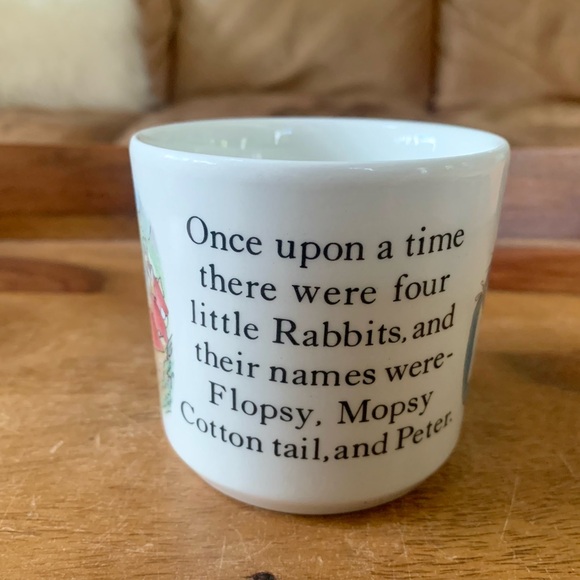 Once upon a time
there were four
little Rabbits, and
their names were-
Flopsy, Mopsy
Cotton tail, and Peter.